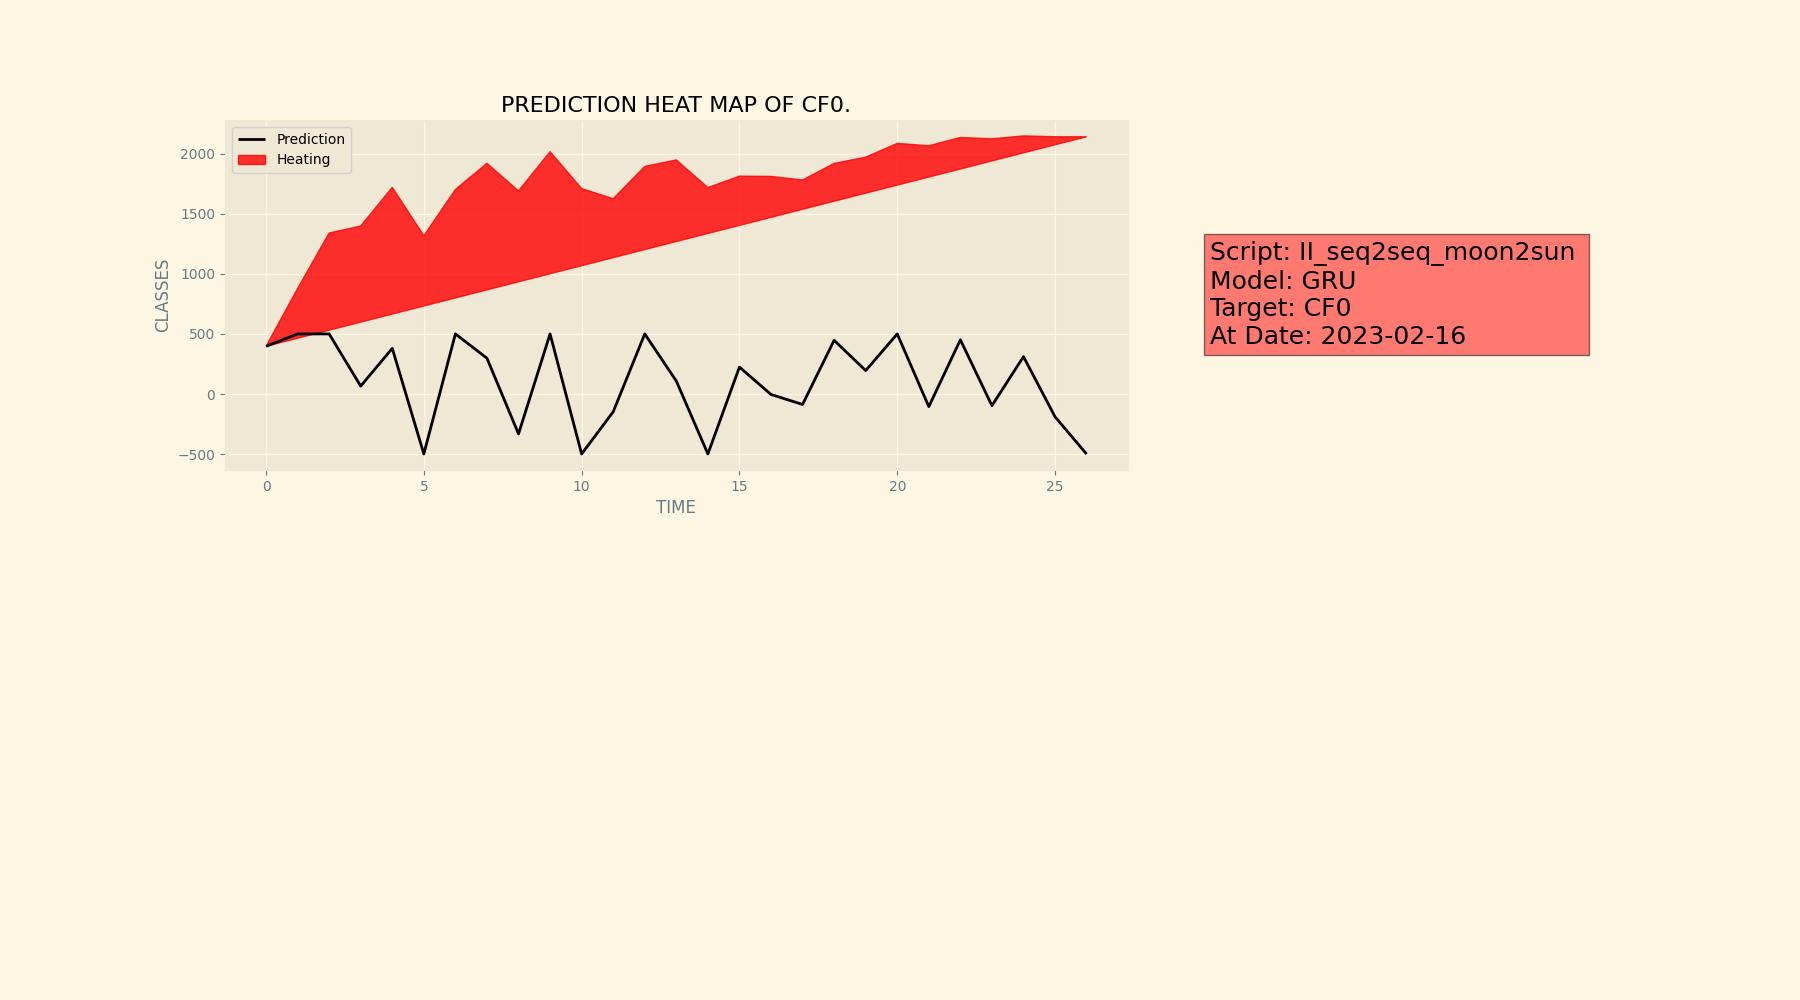 PREDICTION HEAT MAP OF CF0.
Prediction
Heating
2000
1500
1000
500
0
−500
CLASSES
0 5 10 15 20 25
TIME
Script: II_seq2seq_moon2sun
Model: GRU
Target: CF0
At Date: 2023-02-16